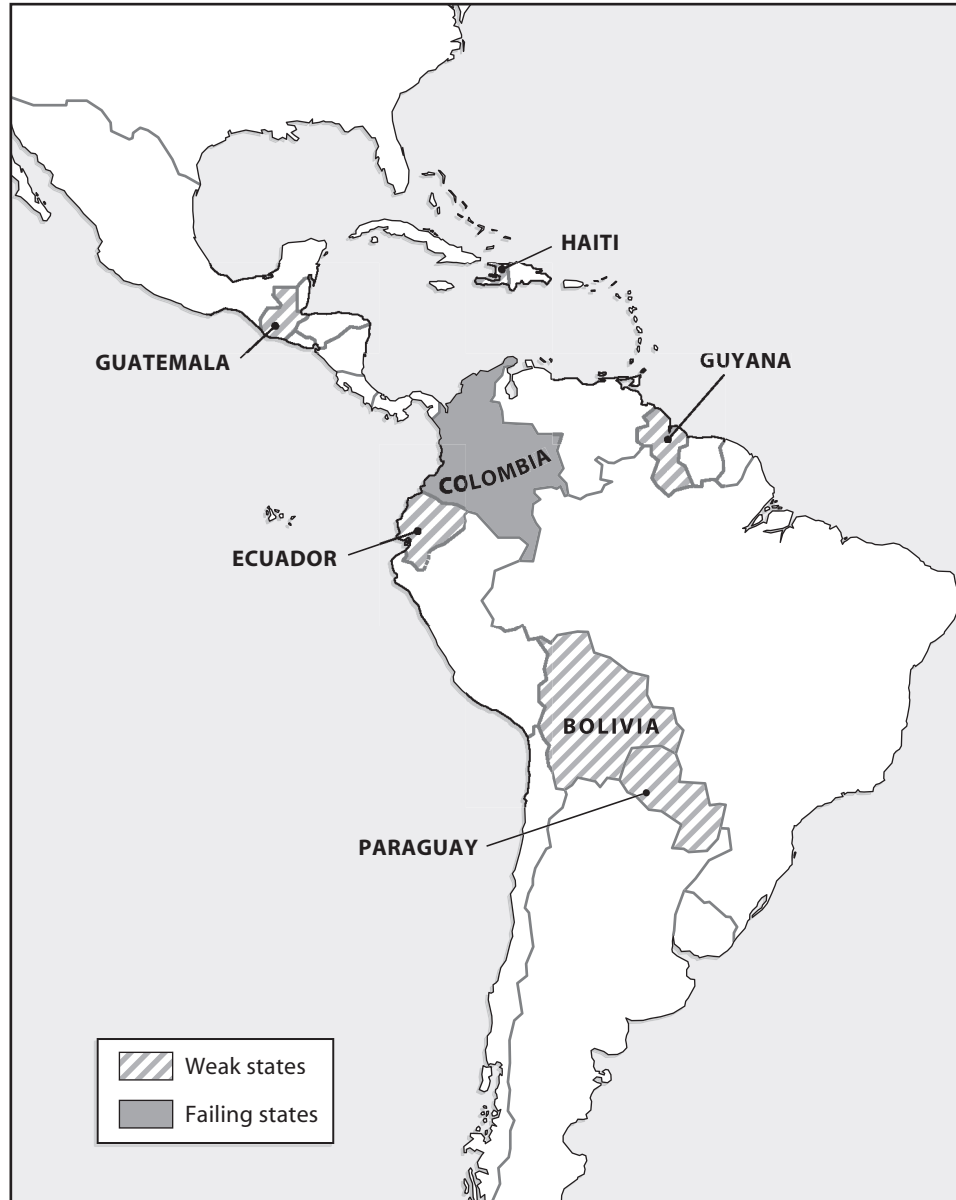 HAITI
GUATEMALA
GUYANA
COLOMBIA
ECUADOR
BOLIVIA
PARAGUAY
Weak states
Failing states